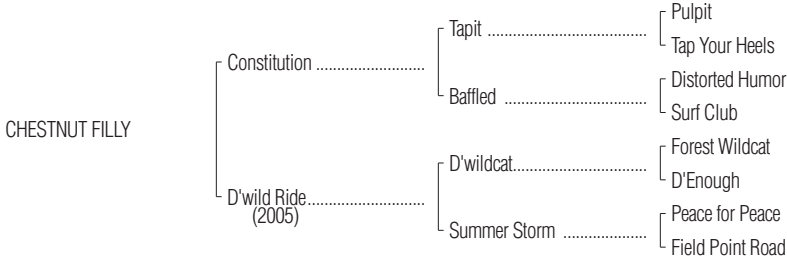 Pulpit
Tapit ....................................
Tap Your Heels
Constitution .........................
Distorted Humor
Baffled ................................
Surf Club
CHESTNUT FILLY
Forest Wildcat
D'wildcat..............................
D'Enough
D'wild Ride...........................
(2005)
Peace for Peace
Summer Storm ...................
Field Point Road